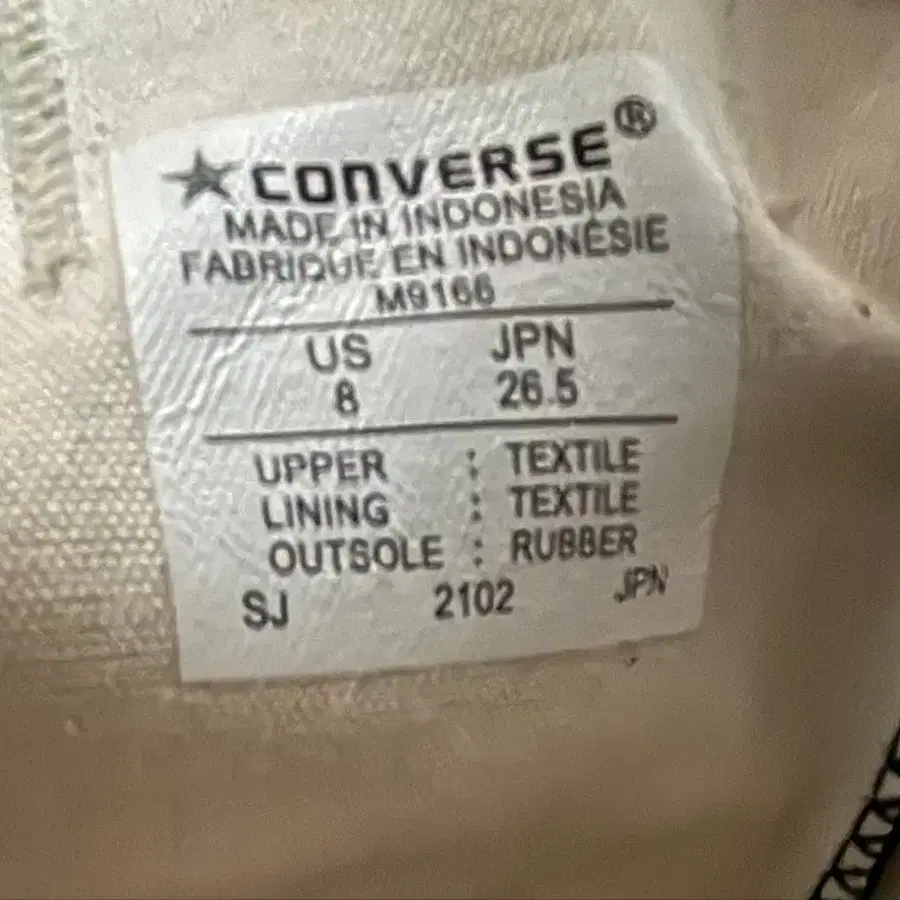 ★CONVERSE®
MADE IN INDONESIA
FABRIQUE EN INDONÉSIE
M9166
US JPN
8 26.5
UPPER : TEXTILE
LINING : TEXTILE
OUTSOLE : RUBBER
SJ 2102 JPN